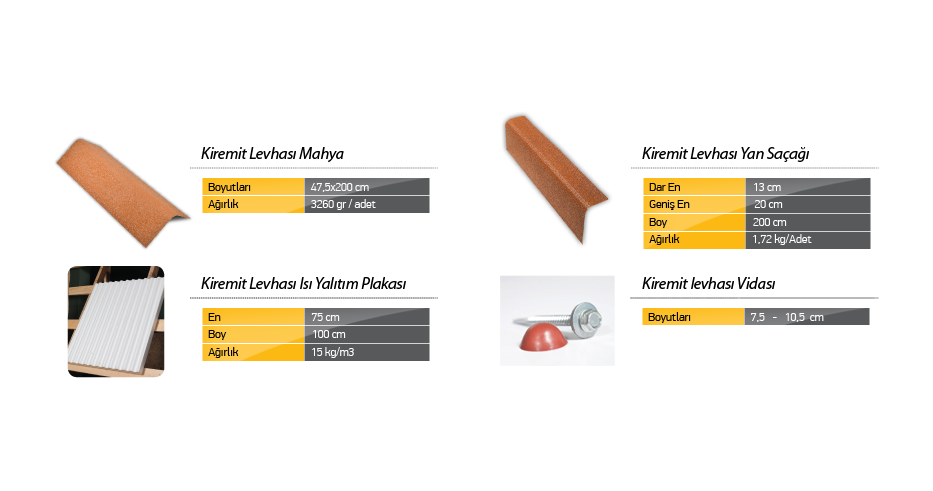 Kiremit Levhası Mahya
Boyutları 47,5x200 cm
Ağırlık 3260 gr / adet
Kiremit Levhası Yan Saçağı
Dar En 13 cm
Geniş En 20 cm
Boy 200 cm
Ağırlık 1,72 kg/Adet
Kiremit Levhası Isı Yalıtım Plakası
En 75 cm
Boy 100 cm
Ağırlık 15 kg/m3
Kiremit levhası Vidası
Boyutları 7,5 - 10,5 cm